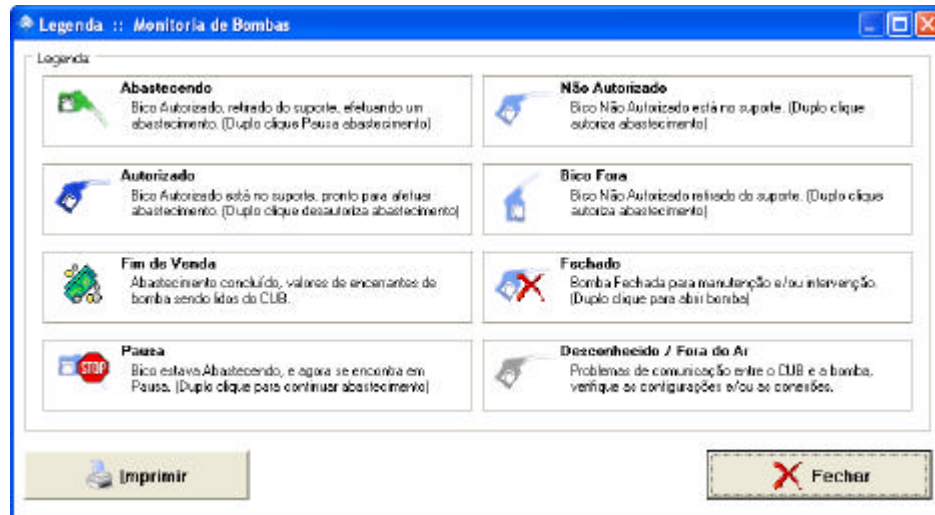 Legenda :: Monitoria de Bombas
Legenda
Abastecendo
Bico Autorizado, retirado do suporte, efetuando um
abastecimento. (Duplo clique Pausa abastecimento)
Não Autorizado
Bico Não Autorizado está no suporte. (Duplo clique
autoriza abastecimento)
Autorizado
Bico Autorizado está no suporte, pronto para efetuar
abastecimento. (Duplo clique desautoriza abastecimento)
Bico Fora
Bico Não Autorizado retirado do suporte. (Duplo clique
autoriza abastecimento)
Fim de Venda
Abastecimento concluído, valores de encerrantes de
bomba sendo lidos do CUB.
Fechado
Bomba Fechada para manutenção e/ou intervenção.
(Duplo clique para abrir bomba)
Pausa
Bico estava Abastecendo, e agora se encontra em
Pausa. (Duplo clique para continuar abastecimento)
STOP
Desconhecido / Fora do Ar
Problemas de comunicação entre o CUB e a bomba,
verifique as configurações e/ou as conexões.
Imprimir
Fechar